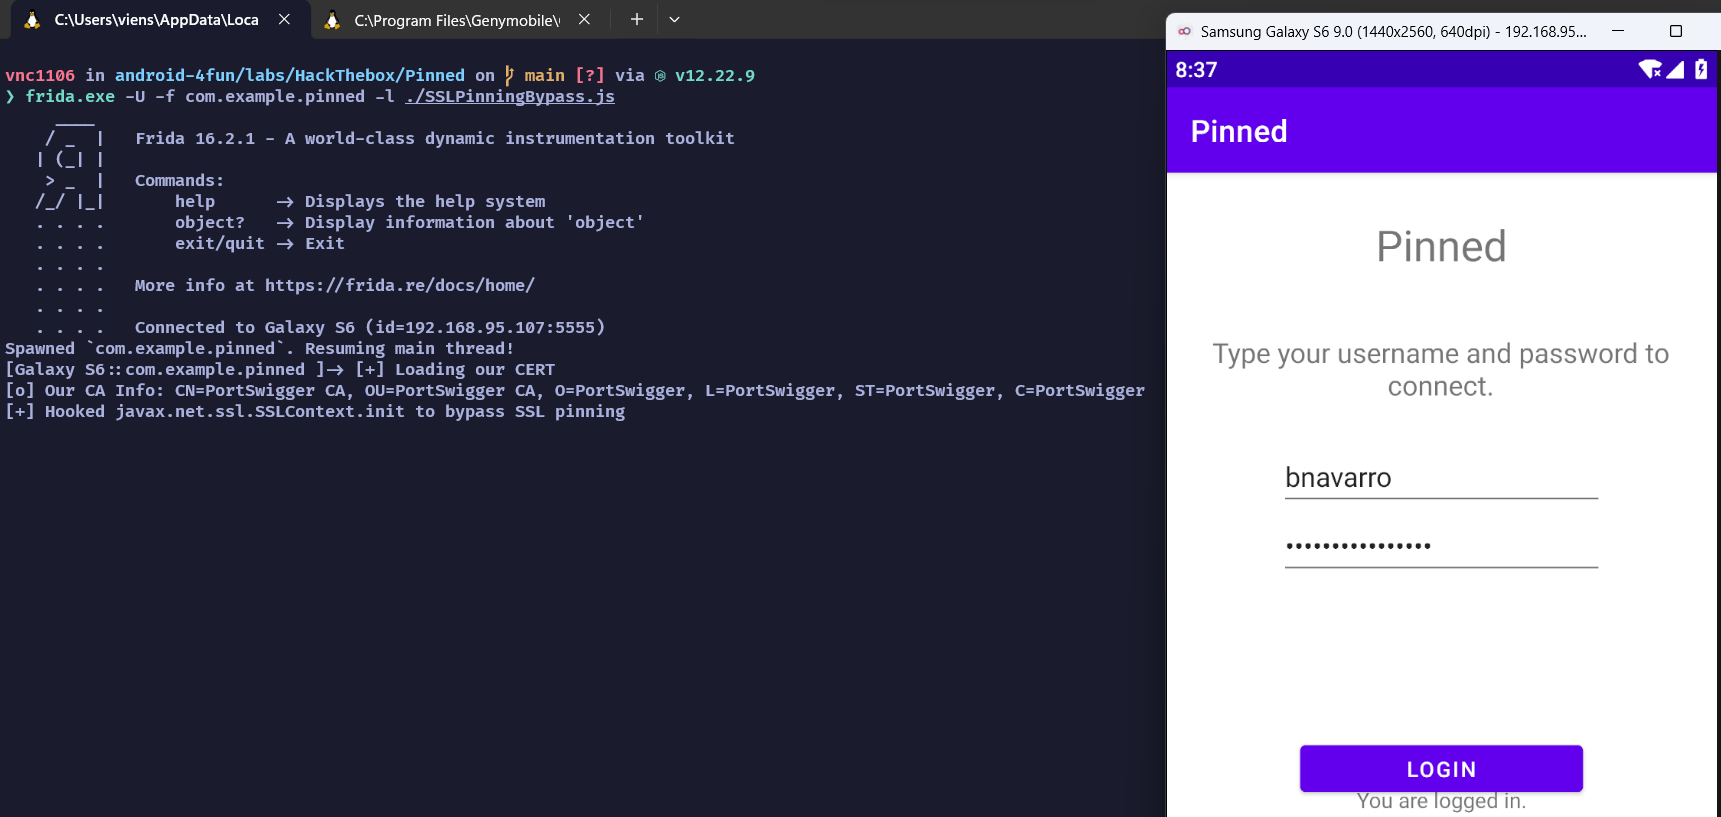 C:\Users\viens\AppData\Loca
C:\Program Files\Genymobile\
vnc1106 in android-4fun/labs/HackThebox/Pinned on main [?] via v12.22.9
❯ frida.exe -U -f com.example.pinned -l ./SSLPinningBypass.js
    ____
   / _  |   Frida 16.2.1 - A world-class dynamic instrumentation toolkit
  | (_| |
   > _  |   Commands:
  /_/ |_|       help      -> Displays the help system
  . . . .       object?   -> Display information about 'object'
  . . . .       exit/quit -> Exit
  . . . .
  . . . .   More info at https://frida.re/docs/home/
  . . . .
  . . . .   Connected to Galaxy S6 (id=192.168.95.107:5555)
Spawned `com.example.pinned`. Resuming main thread!
[Galaxy S6::com.example.pinned ]-> [+] Loading our CERT
[o] Our CA Info: CN=PortSwigger CA, OU=PortSwigger CA, O=PortSwigger, L=PortSwigger, ST=PortSwigger, C=PortSwigger
[+] Hooked javax.net.ssl.SSLContext.init to bypass SSL pinning
Samsung Galaxy S6 9.0 (1440x2560, 640dpi) - 192.168.95...
8:37
Pinned
Pinned
Type your username and password to
connect.
bnavarro
••••••••••••••••
LOGIN
You are logged in.